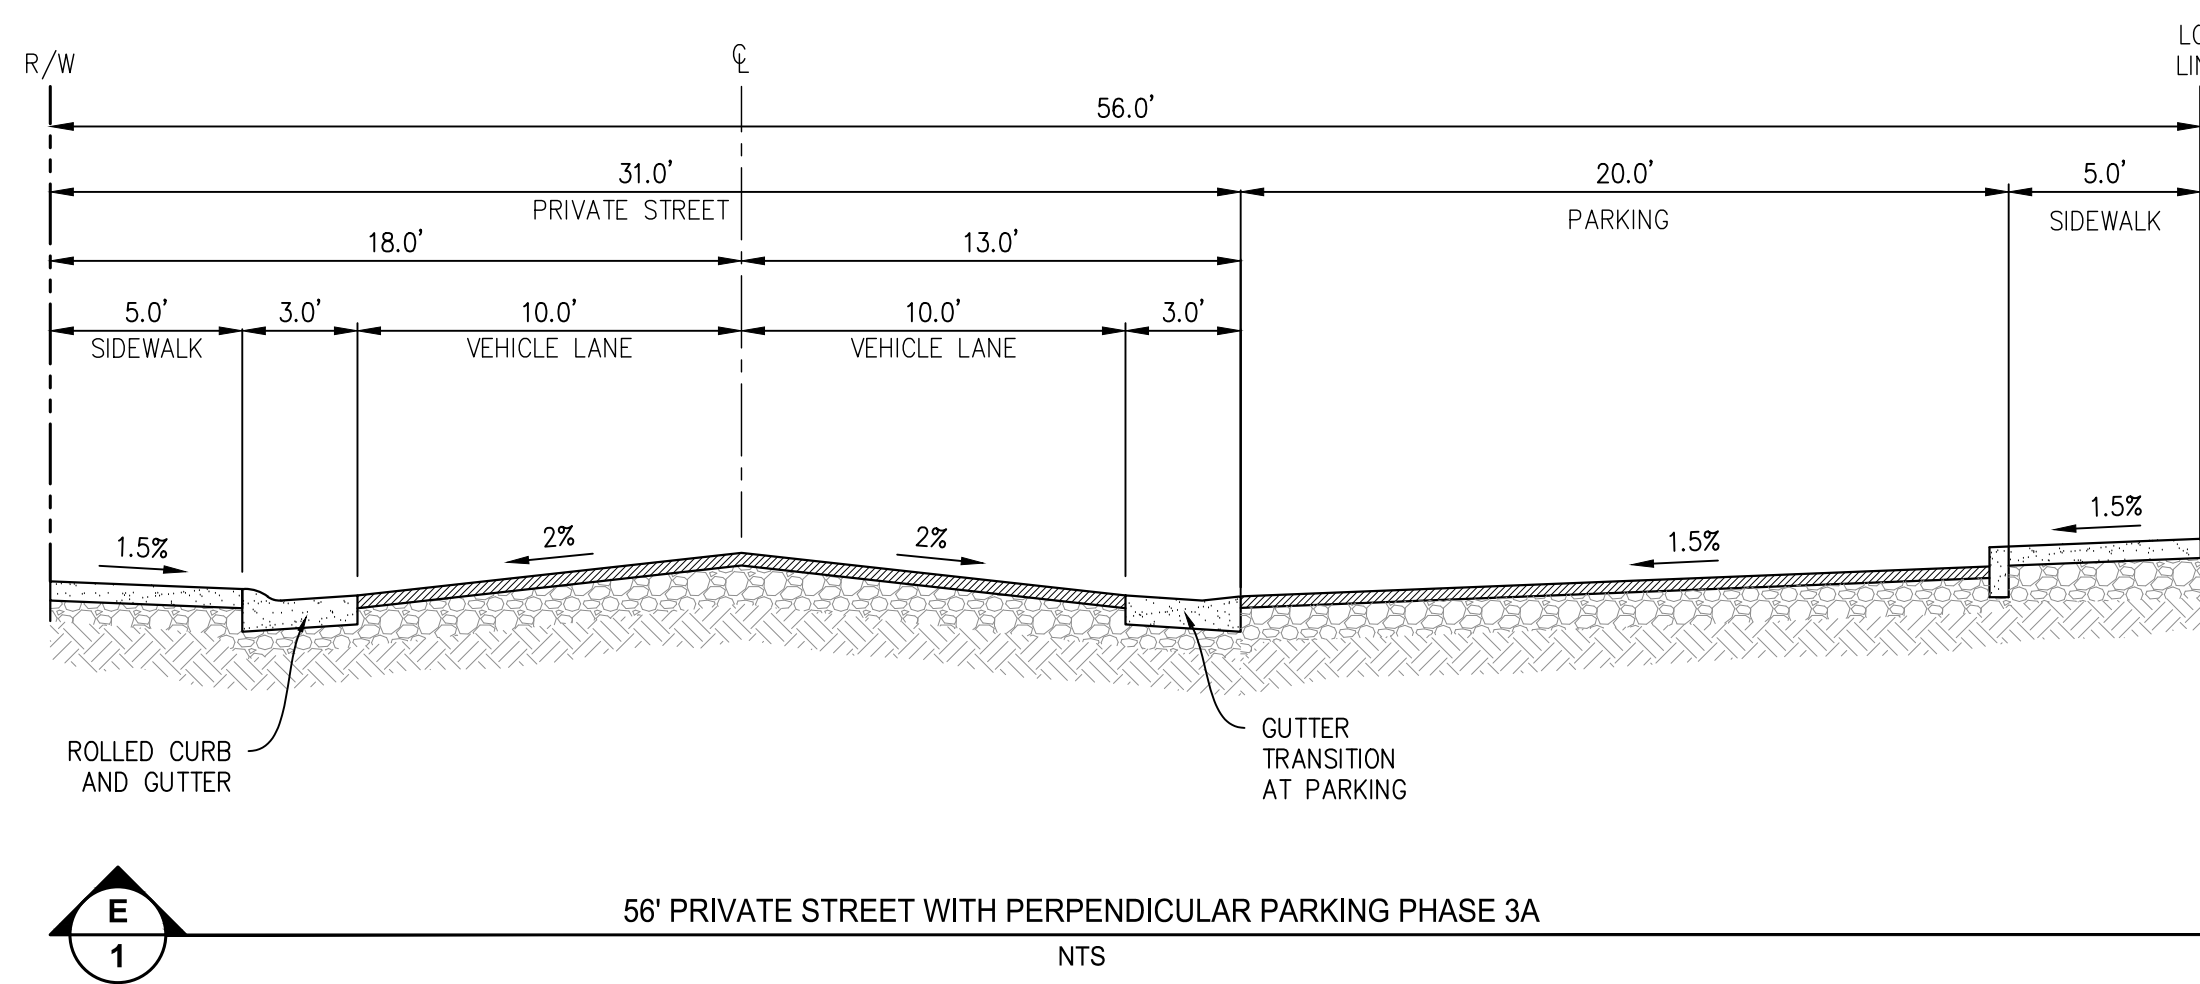 R/W
℄
56.0'
31.0'
PRIVATE STREET
20.0'
PARKING
5.0'
SIDEWALK
18.0'
13.0'
5.0'
SIDEWALK
3.0'
10.0'
VEHICLE LANE
10.0'
VEHICLE LANE
3.0'
1.5%
2%
2%
1.5%
1.5%
ROLLED CURB
AND GUTTER
GUTTER
TRANSITION
AT PARKING
E
1
56' PRIVATE STREET WITH PERPENDICULAR PARKING PHASE 3A
NTS